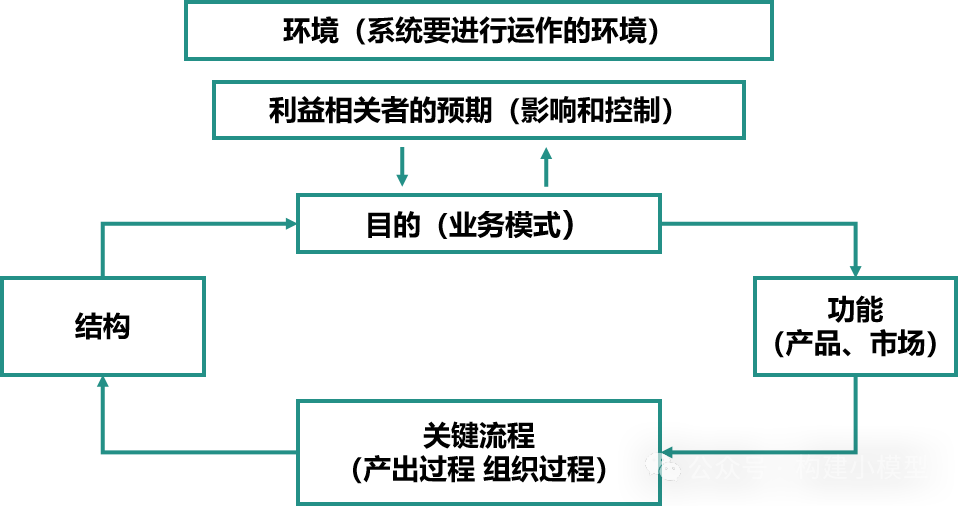 环境（系统要进行运作的环境）
利益相关者的预期（影响和控制）
目的（业务模式）
结构
功能
（产品、市场）
关键流程
（产出过程 组织过程）
公众号
建小模型